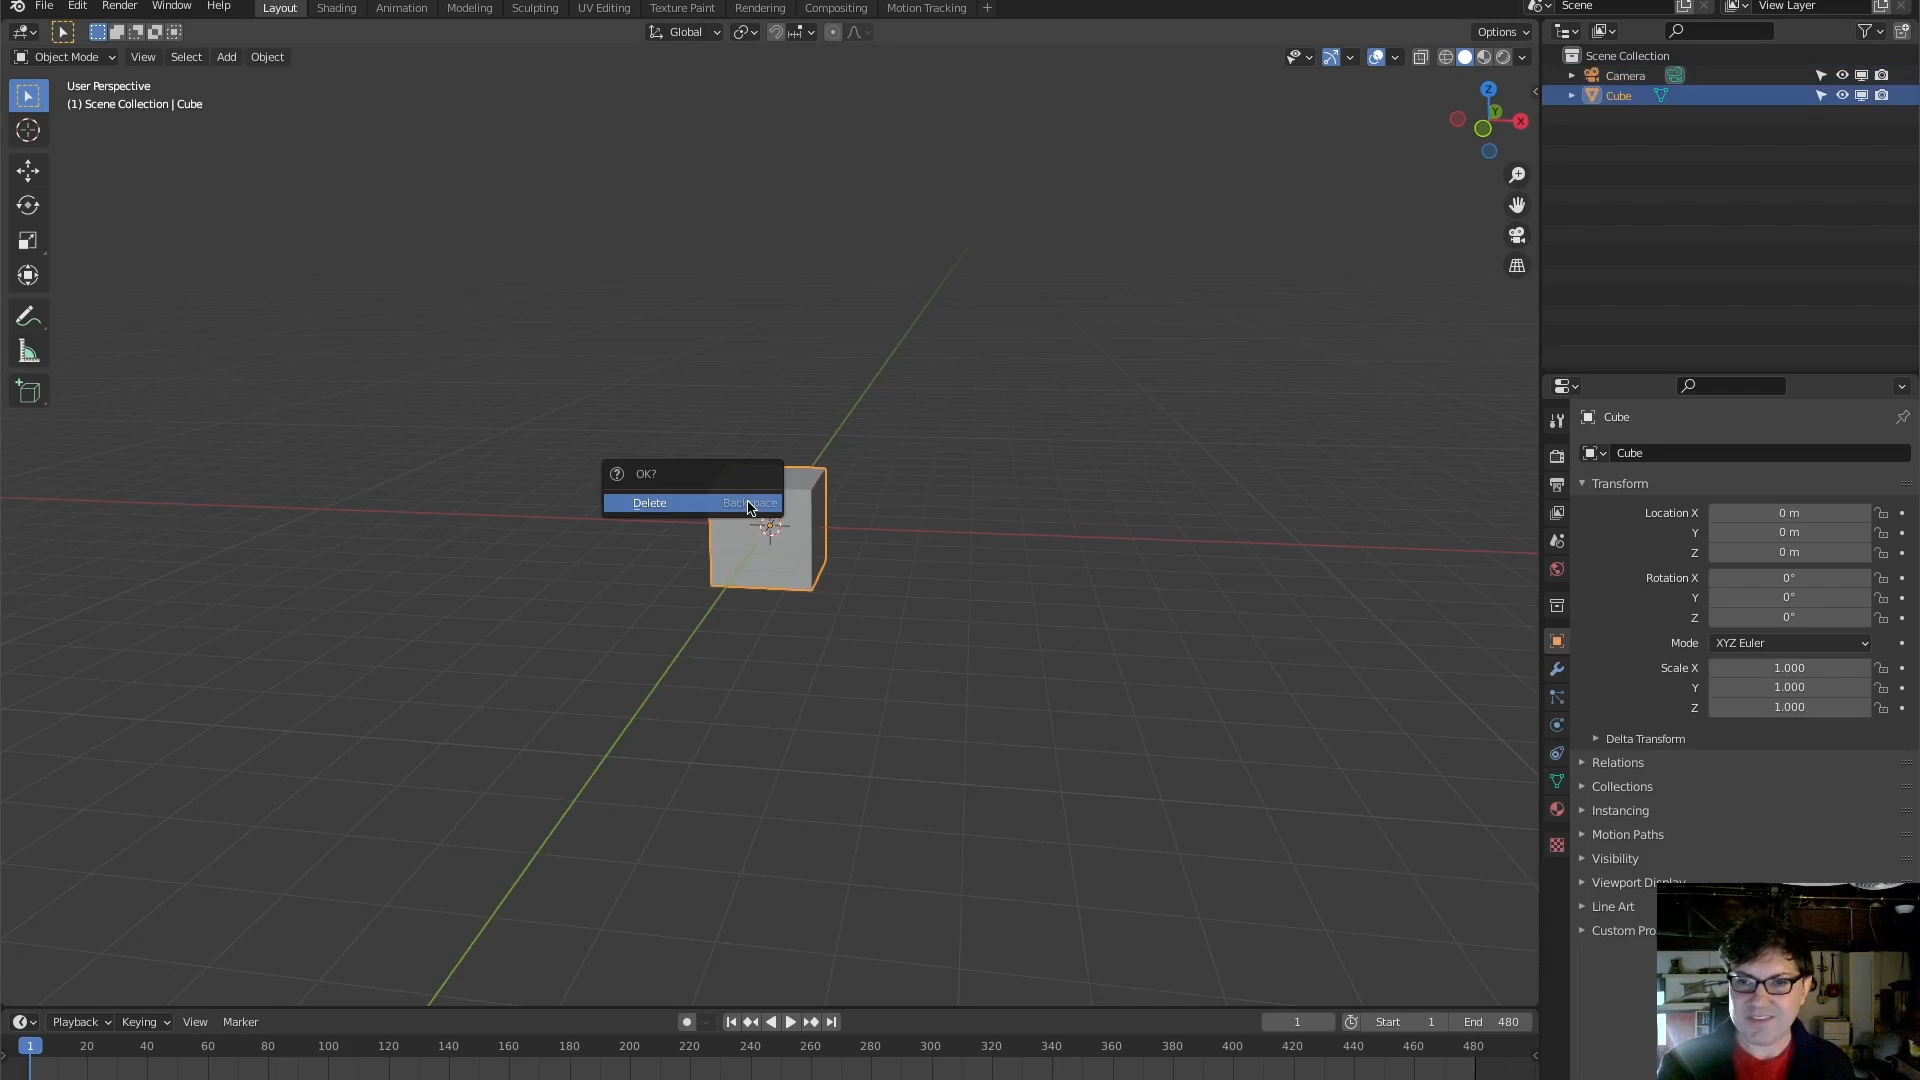 File Edit Render Window Help Layout Shading Animation Modeling Sculpting UV Editing Texture Paint Rendering Compositing Motion Tracking + Scene View Layer
Global Options
Object Mode View Select Add Object
User Perspective
(1) Scene Collection | Cube
Z
Y
X
Scene Collection
Camera
Cube
OK?
Delete Backspace
Cube
Cube
Transform
Location X 0 m
Y 0 m
Z 0 m
Rotation X 0°
Y 0°
Z 0°
Mode XYZ Euler
Scale X 1.000
Y 1.000
Z 1.000
Delta Transform
Relations
Collections
Instancing
Motion Paths
Visibility
Viewport Display
Line Art
Custom Pro
Playback Keying View Marker 1 Start 1 End 480
1 20 40 60 80 100 120 140 160 180 200 220 240 260 280 300 320 340 360 380 400 420 440 460 480